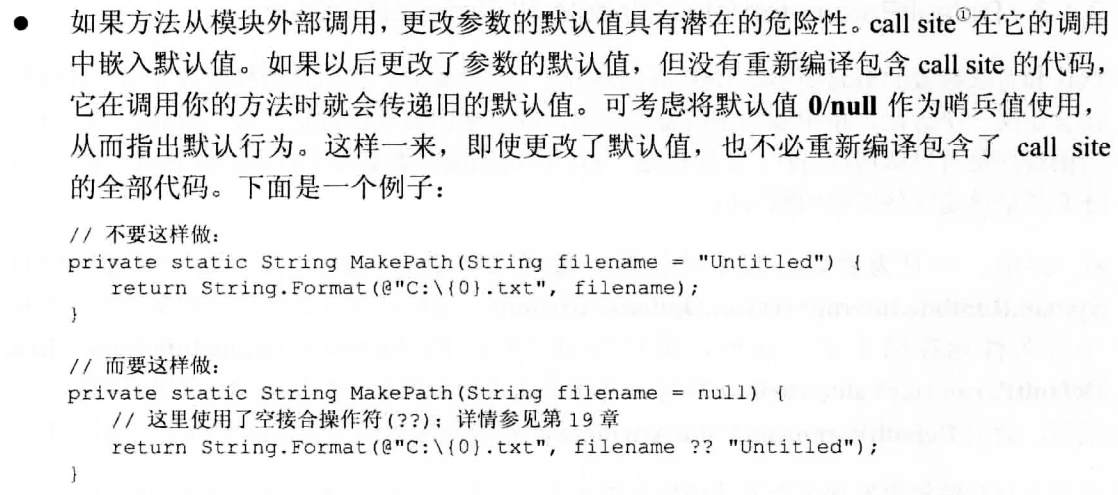 ● 如果方法从模块外部调用，更改参数的默认值具有潜在的危险性。call site①在它的调用
中嵌入默认值。如果以后更改了参数的默认值，但没有重新编译包含 call site 的代码，
它在调用你的方法时就会传递旧的默认值。可考虑将默认值 0/null 作为哨兵值使用，
从而指出默认行为。这样一来，即使更改了默认值，也不必重新编译包含了 call site
的全部代码。下面是一个例子：
// 不要这样做：
private static String MakePath(String filename = "Untitled") {
   return String.Format(@"C:\{0}.txt", filename);
}
// 而要这样做：
private static String MakePath(String filename = null) {
   // 这里使用了空接合操作符(??)；详情参见第 19 章
   return String.Format(@"C:\{0}.txt", filename ?? "Untitled");
}